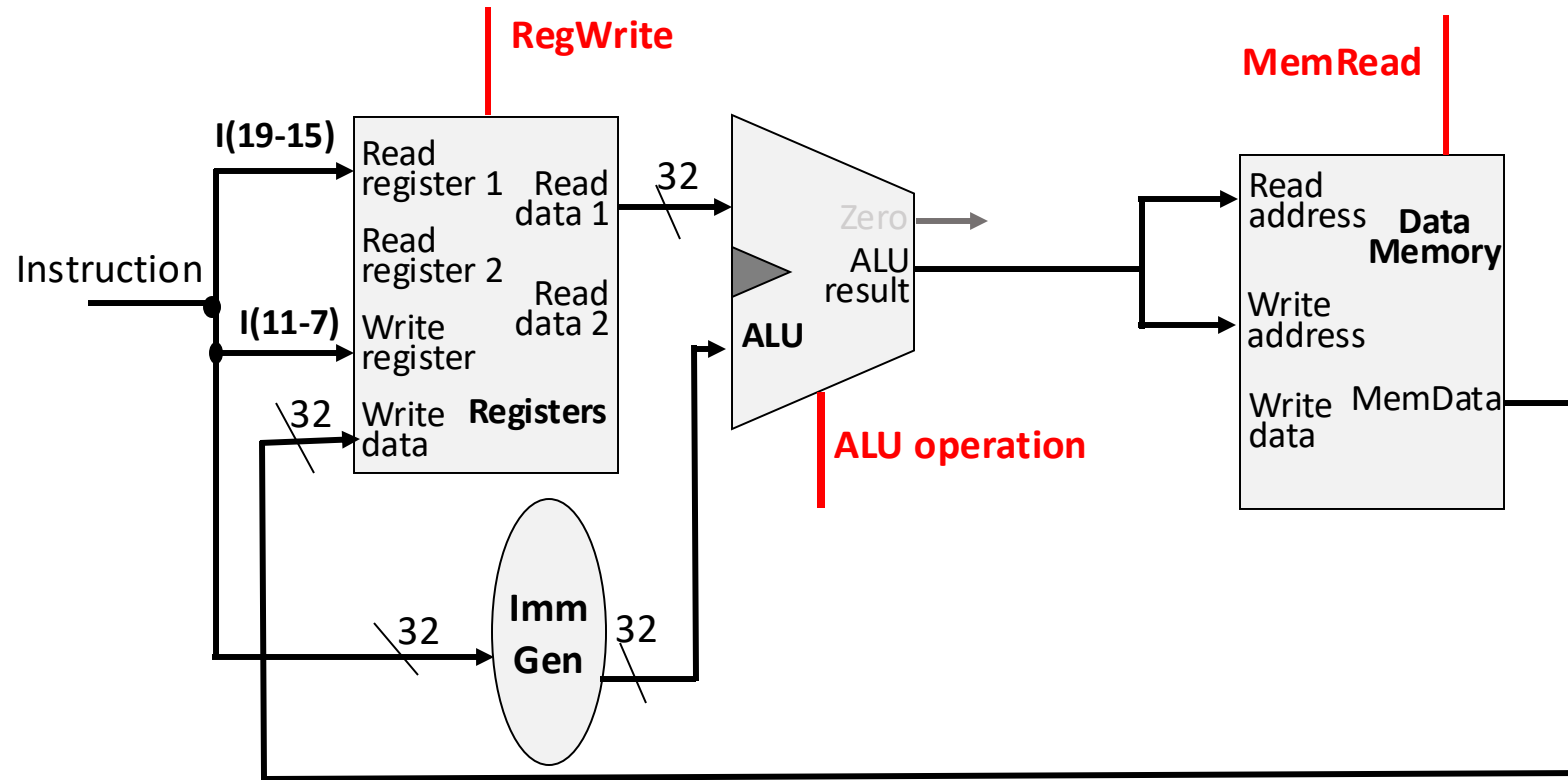 RegWrite
MemRead
I(19-15)
Read
register 1
Read
data 1
32
Read
register 2
Read
data 2
Instruction
I(11-7)
Write
register
32
Write
data
Registers
Zero
ALU
result
ALU
ALU operation
Read
address
Data
Memory
Write
address
Write
data
MemData
32
Imm
Gen
32